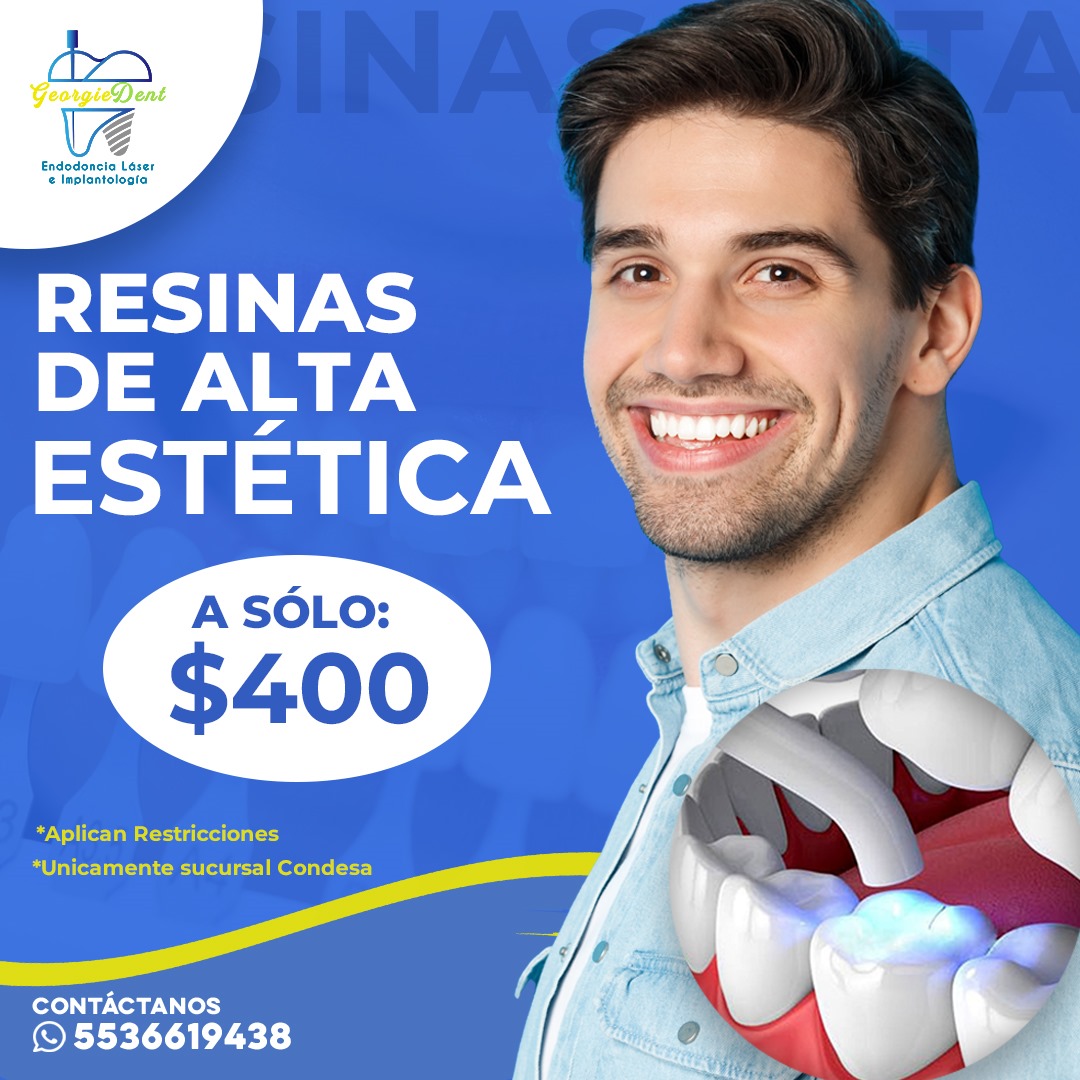 GeorgieDent
Endodoncia Láser
e Implantología
RESINAS
DE ALTA
ESTÉTICA
A SÓLO:
$400
*Aplican Restricciones
*Unicamente sucursal Condesa
CONTÁCTANOS
5536619438